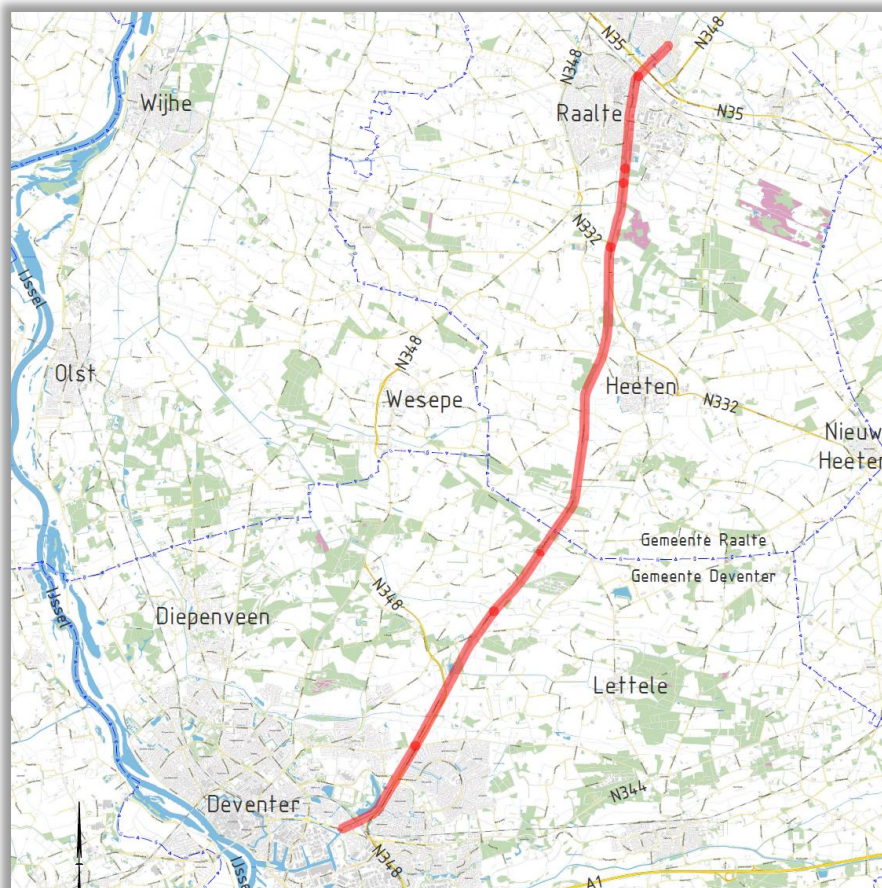 N35
N348
N348
Wijhe
Raalte
N35
N332
IJssel
N348
Olst
Heeten
Wesepe
N332
Nieuw
Heeten
Gemeente Raalte
Gemeente Deventer
IJssel
N348
Diepenveen
Lettele
N344
Deventer
N348
IJssel
A1